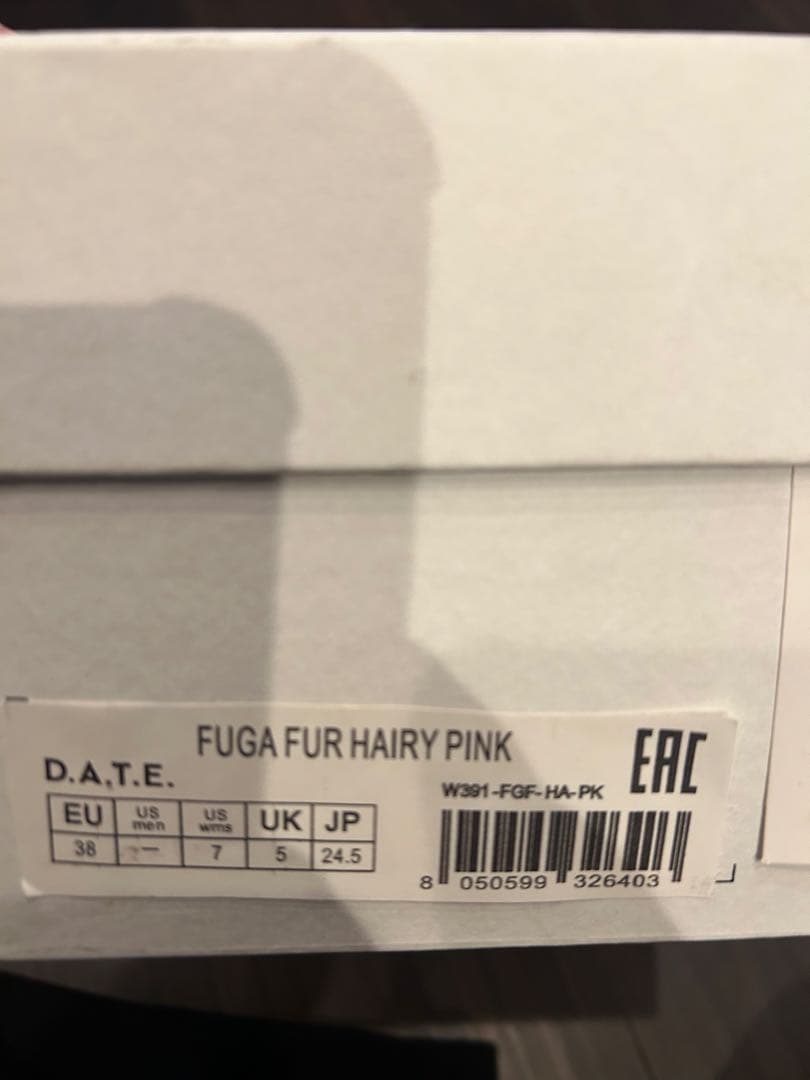 FUGA FUR HAIRY PINK
EAC
D.A.T.E.
W391-FGF-HA-PK
EU US men US wms UK JP
38 7 5 24.5
8 050599 326403